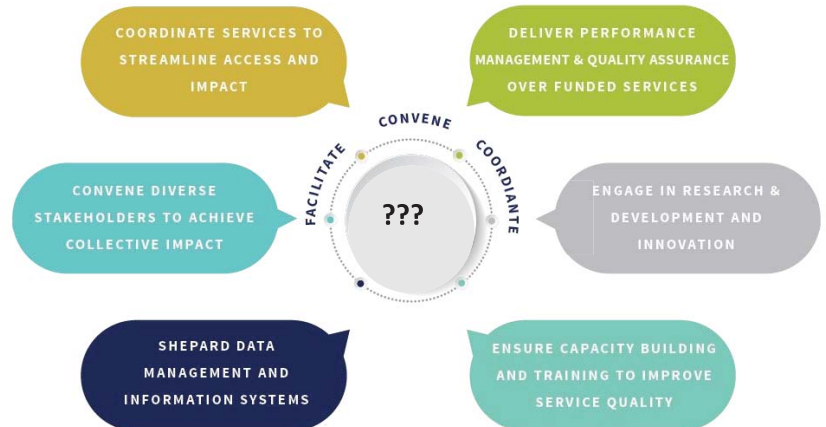 COORDINATE SERVICES TO
STREAMLINE ACCESS AND
IMPACT
DELIVER PERFORMANCE
MANAGEMENT & QUALITY ASSURANCE
OVER FUNDED SERVICES
FACILITATE
CONVENE
COORDIANTE
???
CONVENE DIVERSE
STAKEHOLDERS TO ACHIEVE
COLLECTIVE IMPACT
ENGAGE IN RESEARCH &
DEVELOPMENT AND
INNOVATION
SHEPARD DATA
MANAGEMENT AND
INFORMATION SYSTEMS
ENSURE CAPACITY BUILDING
AND TRAINING TO IMPROVE
SERVICE QUALITY